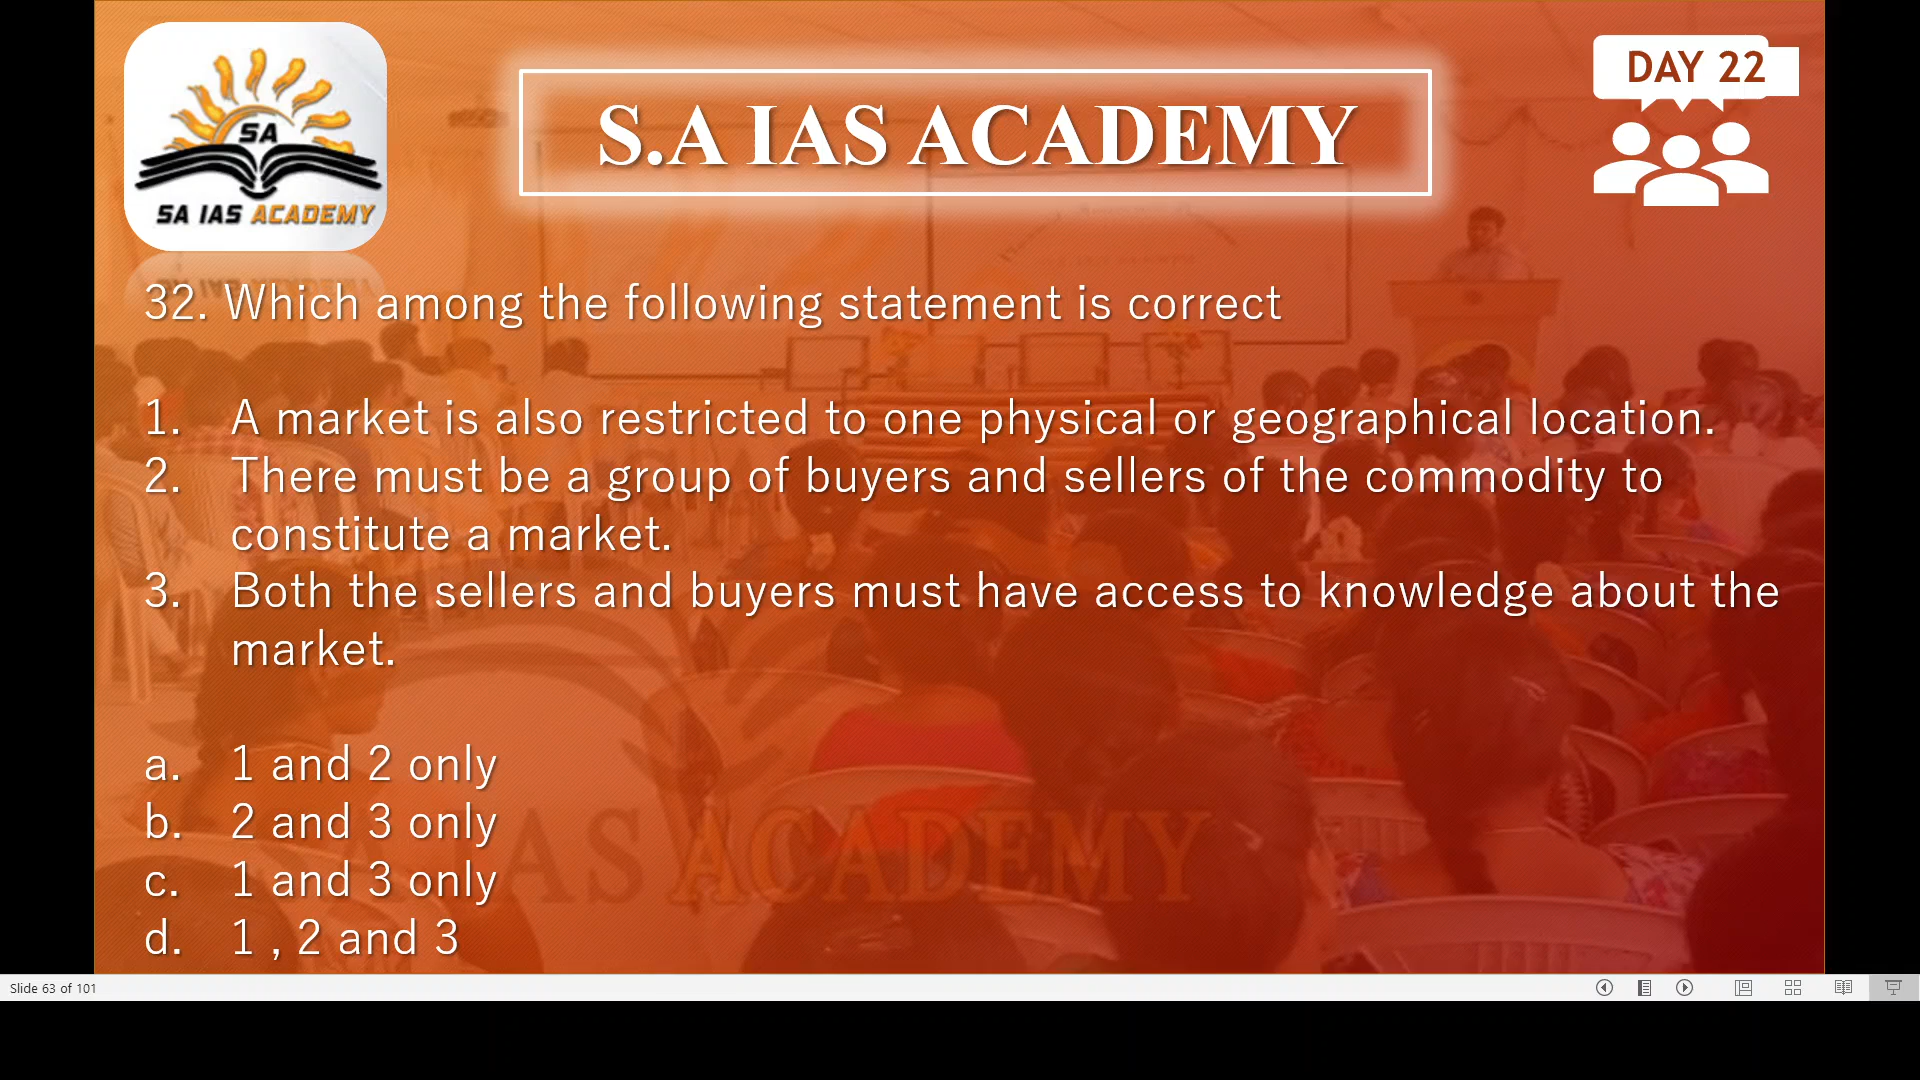 SA
SA IAS ACADEMY
S.A IAS ACADEMY
DAY 22
32. Which among the following statement is correct
1. A market is also restricted to one physical or geographical location.
2. There must be a group of buyers and sellers of the commodity to
constitute a market.
3. Both the sellers and buyers must have access to knowledge about the
market.
a. 1 and 2 only
b. 2 and 3 only
c. 1 and 3 only
d. 1 , 2 and 3
IAS ACADEMY
Slide 63 of 101